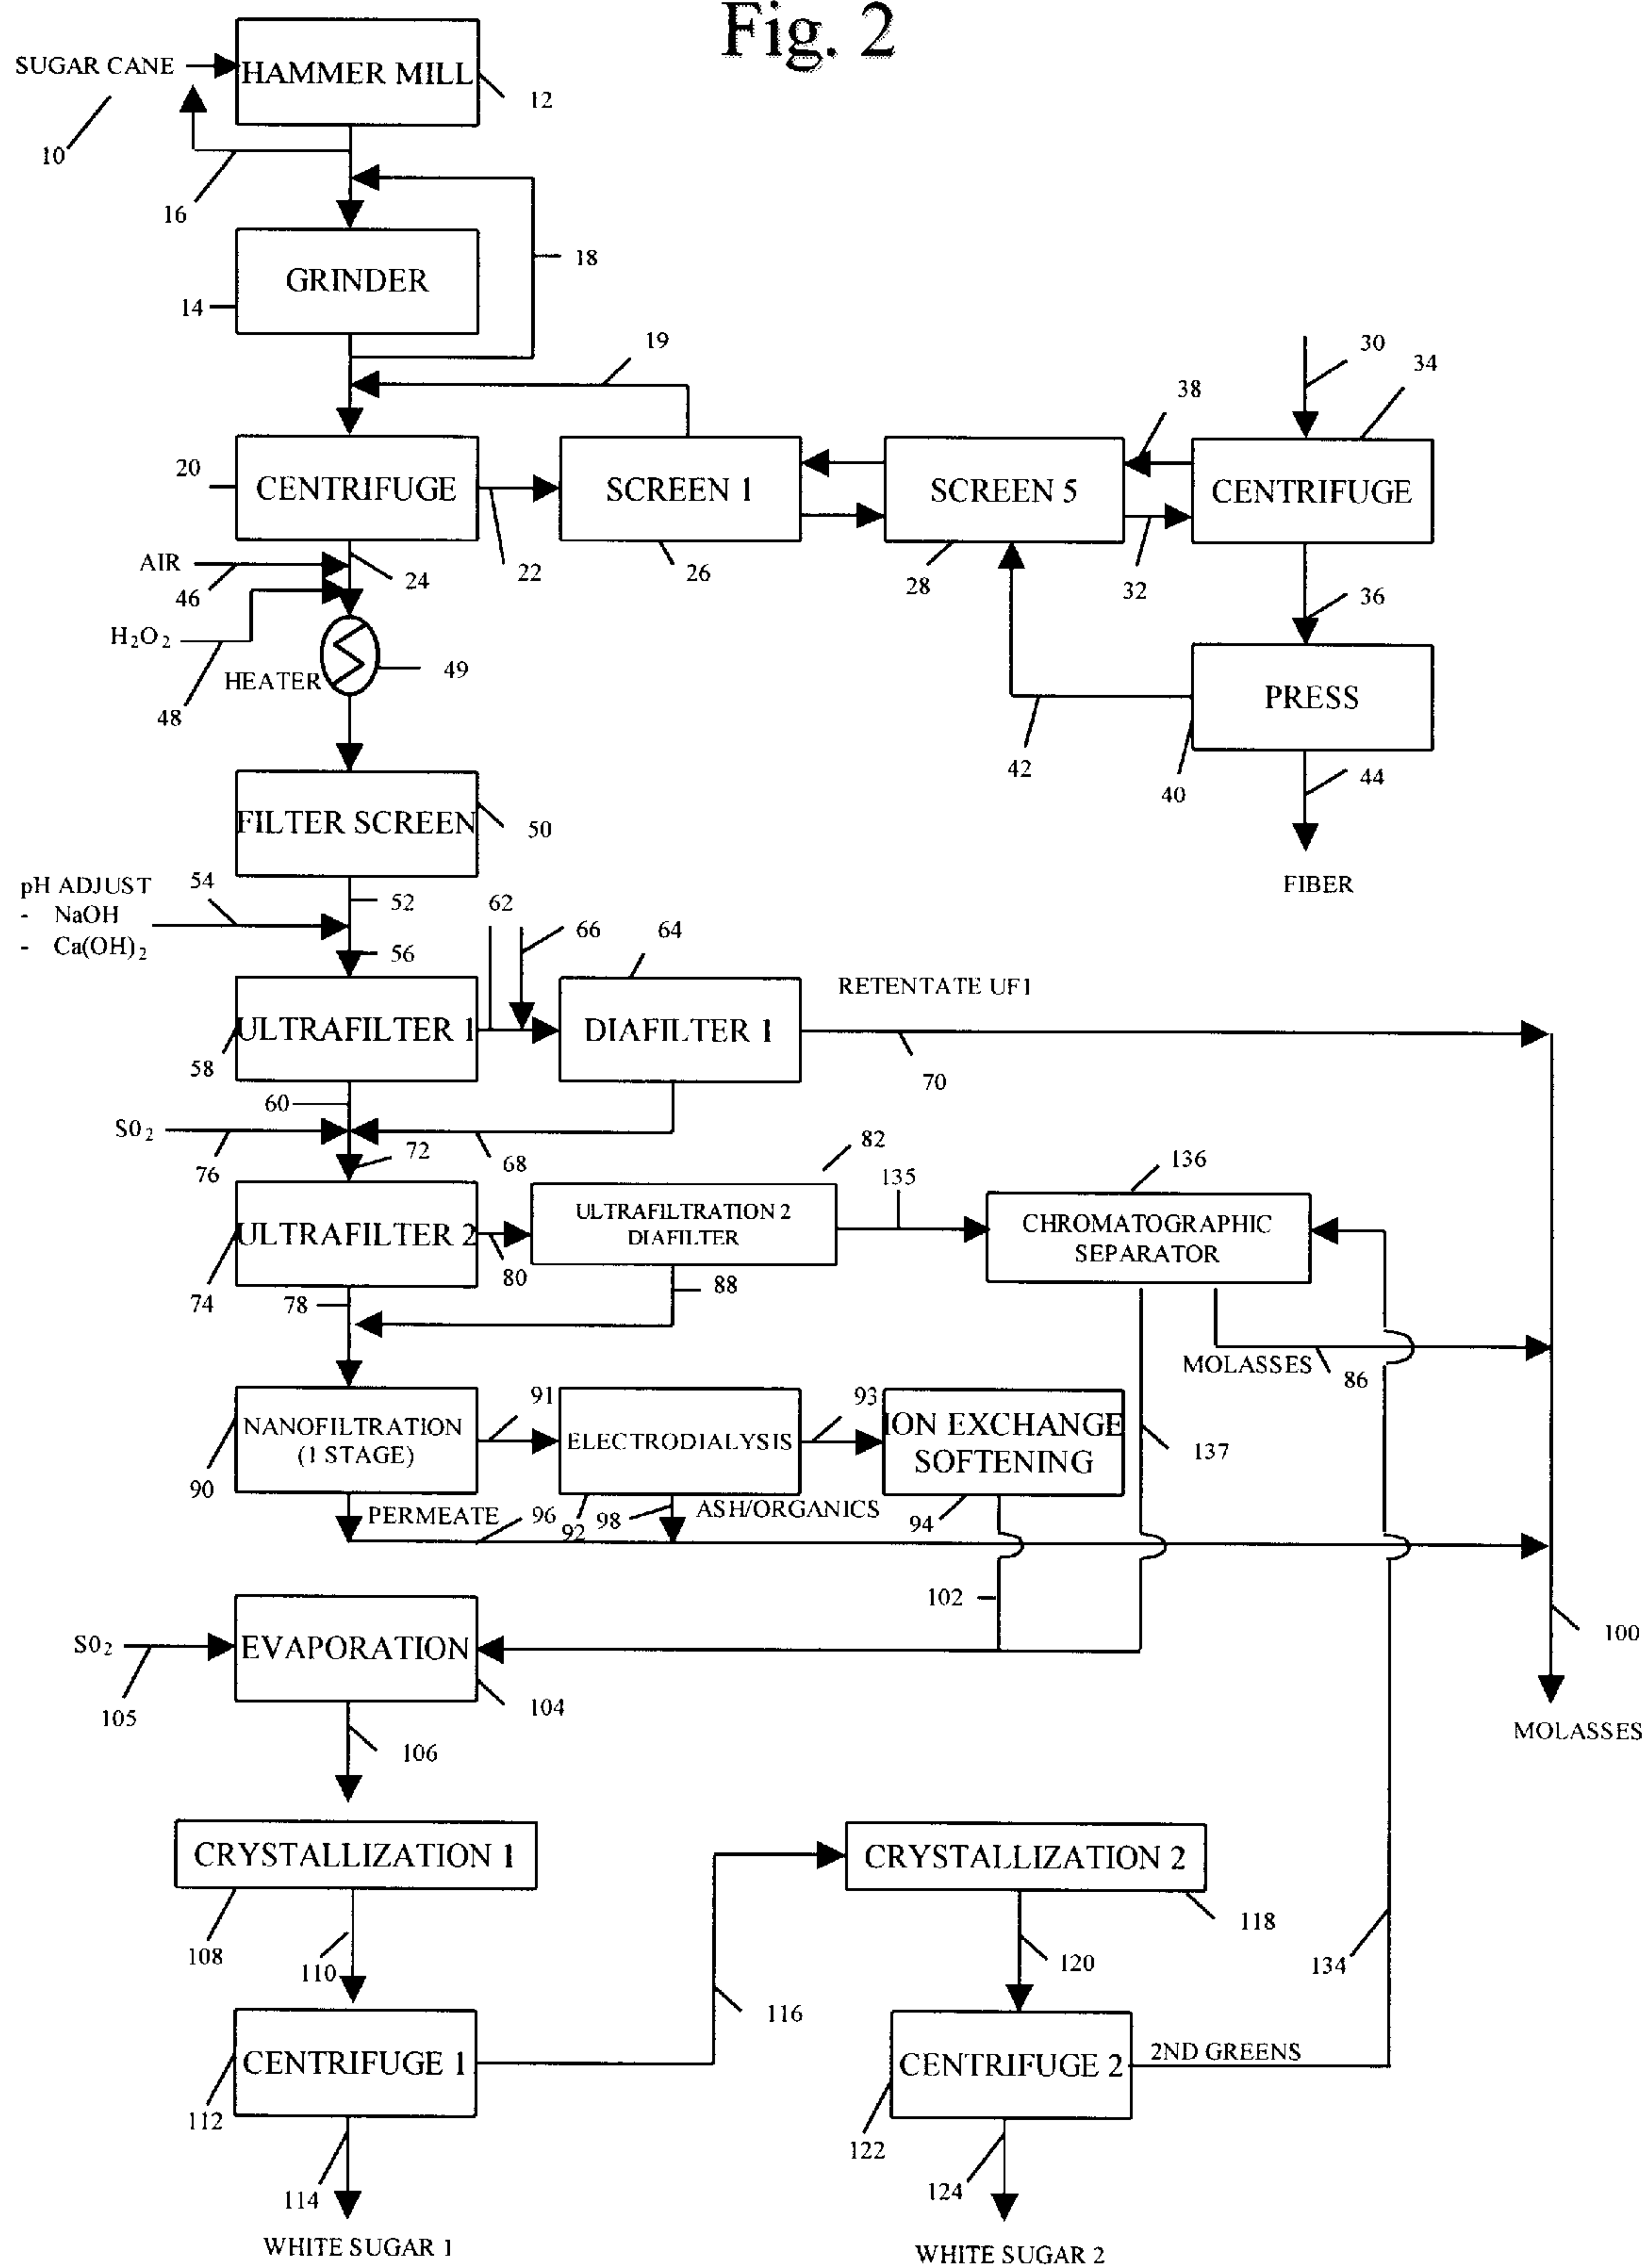 Fig. 2
SUGAR CANE
HAMMER MILL
12
10
16
18
GRINDER
14
19
30
34
38
20
CENTRIFUGE
SCREEN 1
SCREEN 5
CENTRIFUGE
AIR
46
24
22
26
28
32
36
H₂O₂
HEATER
49
48
PRESS
42
40
44
FILTER SCREEN
50
FIBER
pH ADJUST
- NaOH
- Ca(OH)₂
54
52
62
66
64
56
RETENTATE UF1
ULTRAFILTER 1
DIAFILTER 1
58
70
60
S0₂
76
72
68
82
135
136
ULTRAFILTER 2
ULTRAFILTRATION 2
DIAFILTER
CHROMATOGRAPHIC
SEPARATOR
74
78
80
88
MOLASSES
86
91
93
NANOFILTRATION
(1 STAGE)
ELECTRODIALYSIS
ION EXCHANGE
SOFTENING
137
90
PERMEATE
96
92
98
ASH/ORGANICS
94
102
100
S0₂
EVAPORATION
105
104
MOLASSES
106
CRYSTALLIZATION 1
CRYSTALLIZATION 2
108
110
118
120
134
116
CENTRIFUGE 1
CENTRIFUGE 2
2ND GREENS
112
122
114
124
WHITE SUGAR 1
WHITE SUGAR 2